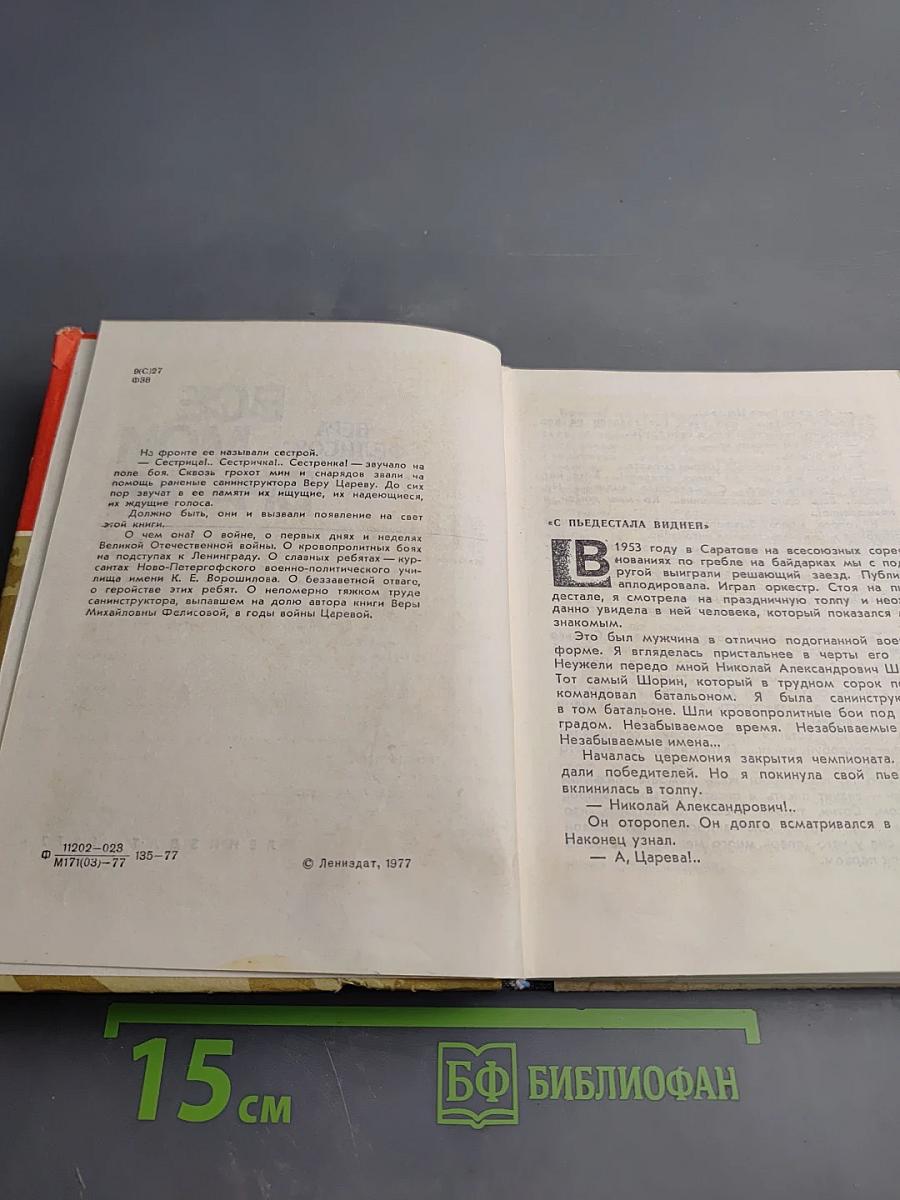 9(С)27
Ф38
На фронте ее называли сестрой.
— Сестрица!.. Сестричка!.. Сестренка! — звучало на
поле боя. Сквозь грохот мин и снарядов звали на
помощь раненые санинструктора Веру Цареву. До сих
пор звучат в ее памяти их ищущие, их надеющиеся,
их ждущие голоса.
Должно быть, они и вызвали появление на свет
этой книги.
О чем она? О войне, о первых днях и неделях
Великой Отечественной войны. О кровопролитных боях
на подступах к Ленинграду. О славных ребятах — кур-
сантах Ново-Петергофского военно-политического учи-
лища имени К. Е. Ворошилова. О беззаветной отваге,
о геройстве этих ребят. О непомерно тяжком труде
санинструктора, выпавшем на долю автора книги Веры
Михайловны Фелисовой, в годы войны Царевой.
Ф 11202—023
М171(03)—77 135—77
© Лениздат, 1977
«С ПЬЕДЕСТАЛА ВИДНЕЙ»
В 1953 году в Саратове на всесоюзных сорев
нованиях по гребле на байдарках мы с под
ругой выиграли решающий заезд. Публи
аплодировала. Играл оркестр. Стоя на пь
дестале, я смотрела на праздничную толпу и неож
данно увидела в ней человека, который показался
знакомым.
Это был мужчина в отлично подогнанной вое
форме. Я вгляделась пристальнее в черты его
Неужели передо мной Николай Александрович Ш
Тот самый Шорин, который в трудном сорок пе
командовал батальоном. Я была санинстру
в том батальоне. Шли кровопролитные бои под
градом. Незабываемое время. Незабываемые
Незабываемые имена...
Началась церемония закрытия чемпионата.
дали победителей. Но я покинула свой пье
вклинилась в толпу.
— Николай Александрович!..
Он оторопел. Он долго всматривался в
Наконец узнал.
— А, Царева!..
15 см
БФ БИБЛИОФАН